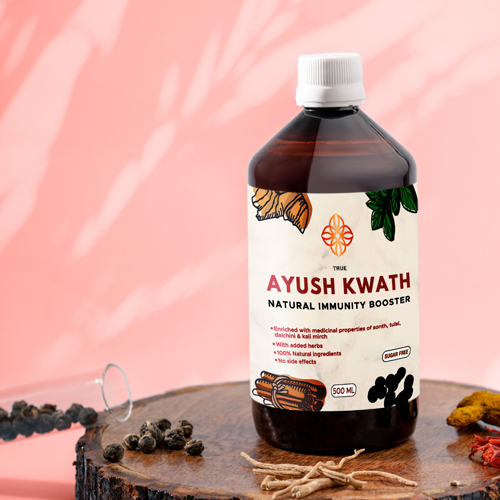 TRUE
AYUSH KWATH
NATURAL IMMUNITY BOOSTER
• Enriched with medicinal properties of sonth, tulsi,
dalchini & kali mirch
• With added herbs
• 100% Natural ingredients
• No side effects
SUGAR FREE
500 ML